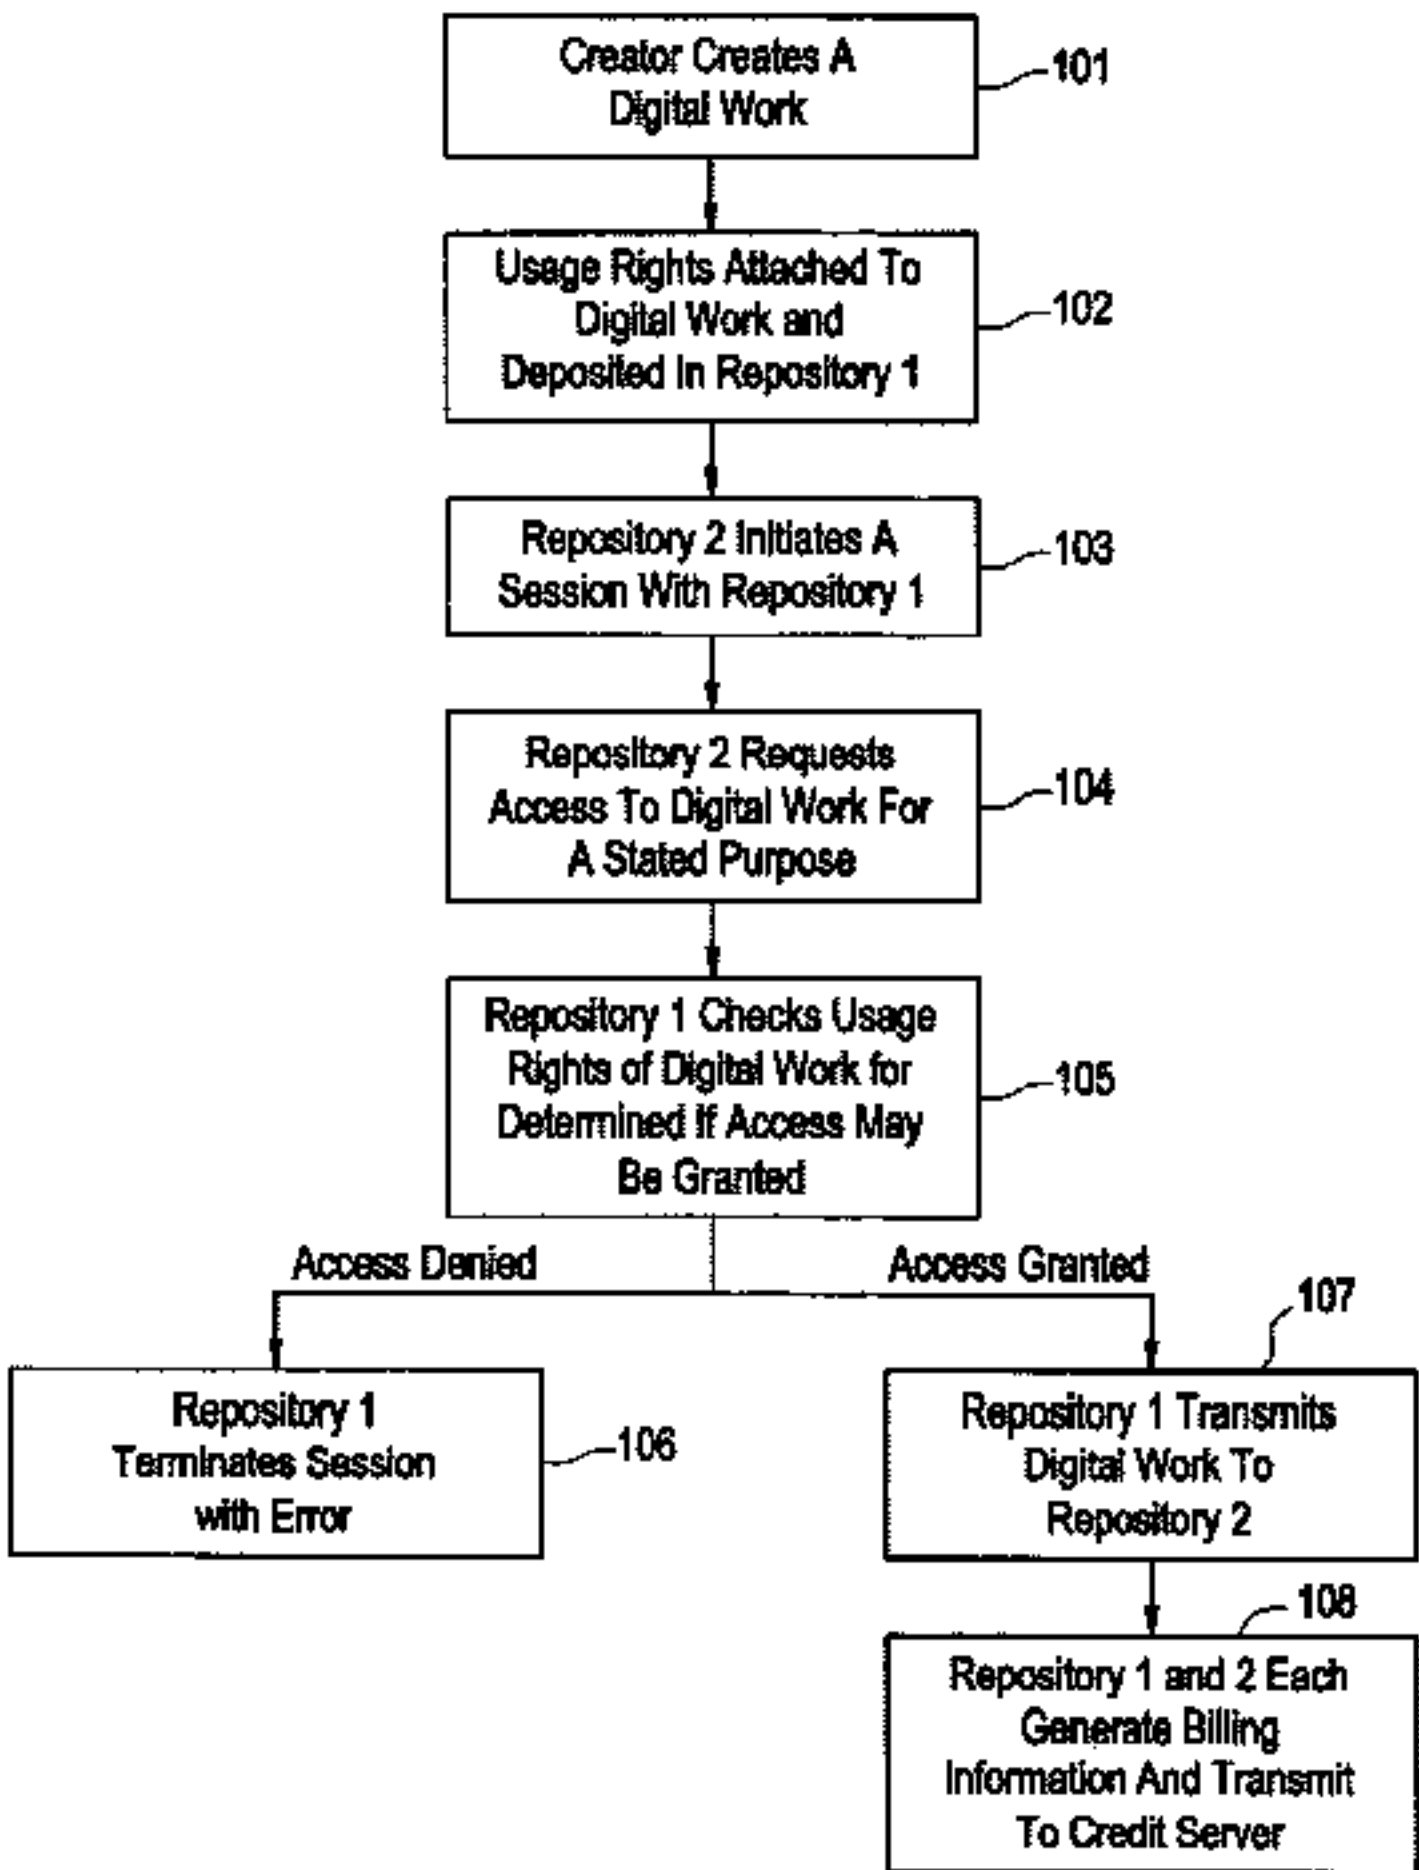 Creator Creates A
Digital Work
101
Usage Rights Attached To
Digital Work and
Deposited In Repository 1
102
Repository 2 Initiates A
Session With Repository 1
103
Repository 2 Requests
Access To Digital Work For
A Stated Purpose
104
Repository 1 Checks Usage
Rights of Digital Work for
Determined If Access May
Be Granted
105
Access Denied
Access Granted
107
Repository 1
Terminates Session
with Error
106
Repository 1 Transmits
Digital Work To
Repository 2
108
Repository 1 and 2 Each
Generate Billing
Information And Transmit
To Credit Server